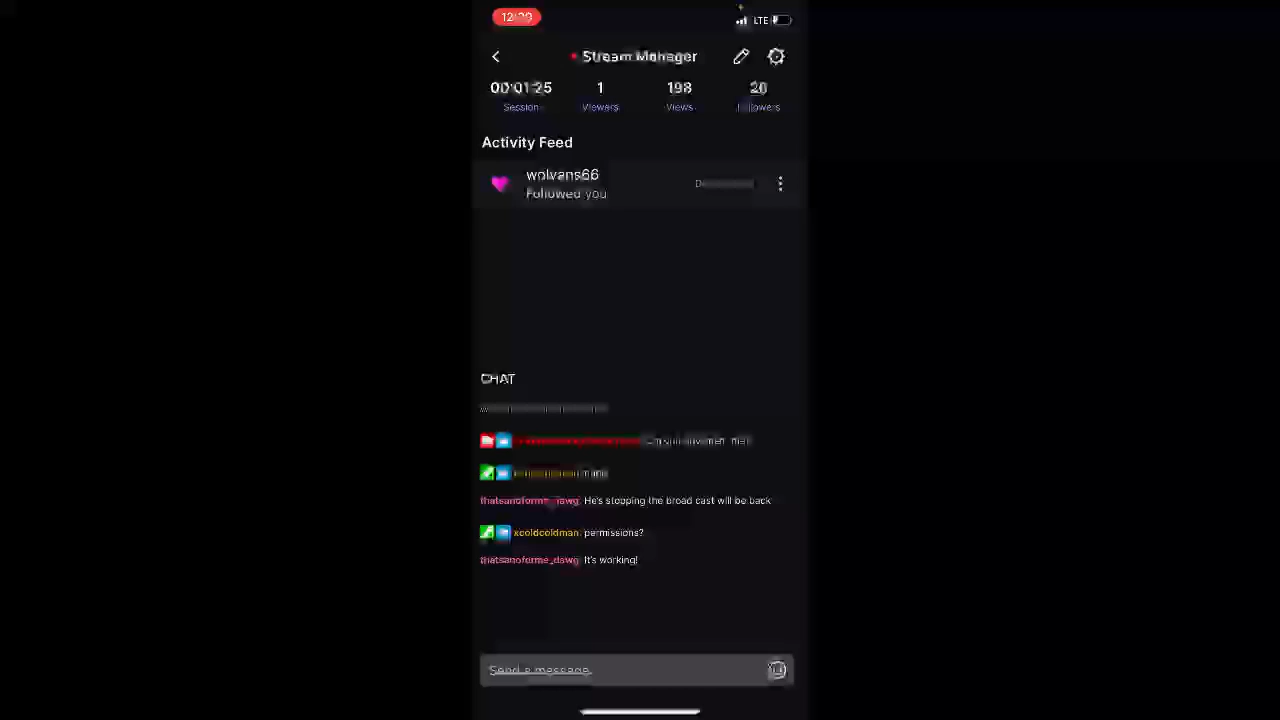 LTE
Stream Manager
00:01:25 1 198 20
Session Viewers Views Followers
Activity Feed
wolvans66
Followed you
CHAT
thatsanoforme_dawg: He's stopping the broad cast will be back
xcoldcoldman: permissions?
thatsanoforme_dawg: It's working!
Send a message